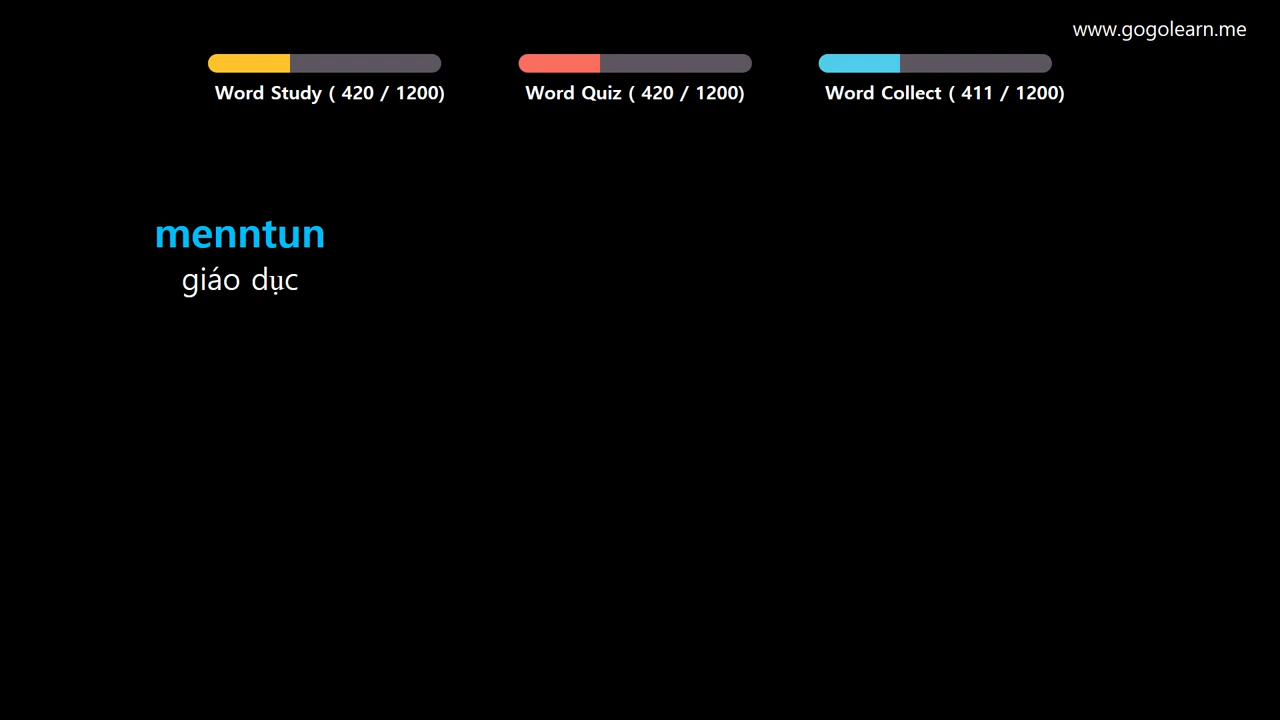 www.gogolearn.me
Word Study ( 420 / 1200)
Word Quiz ( 420 / 1200)
Word Collect ( 411 / 1200)
menntun
giáo dục